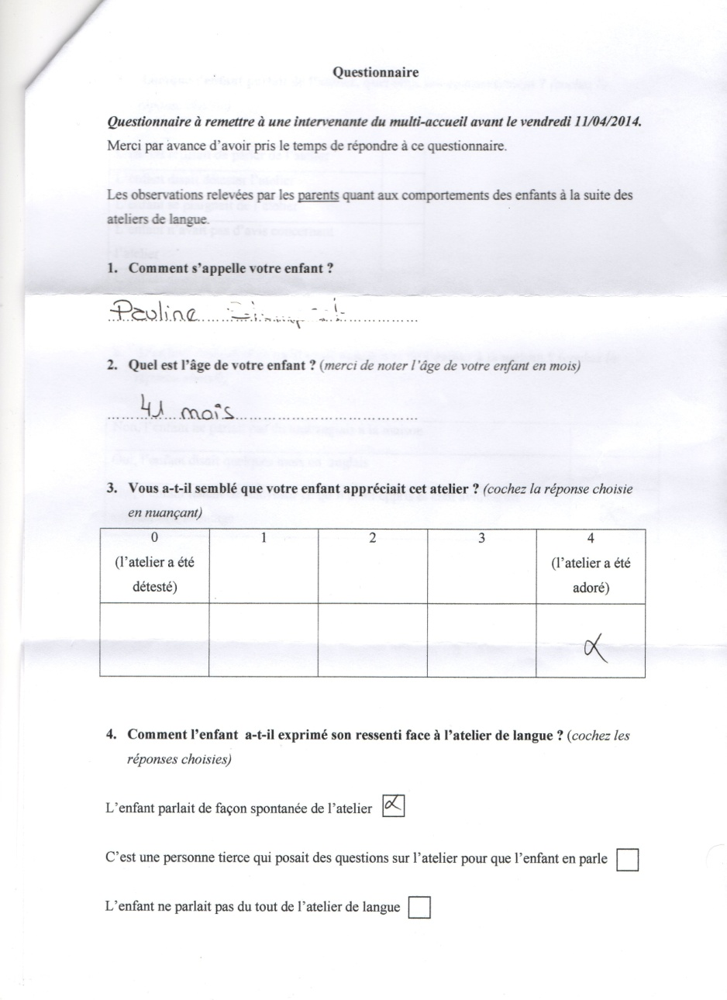 Questionnaire
Questionnaire à remettre à une intervenante du multi-accueil avant le vendredi 11/04/2014.
Merci par avance d'avoir pris le temps de répondre à ce questionnaire.
Les observations relevées par les parents quant aux comportements des enfants à la suite des
ateliers de langue.
1. Comment s'appelle votre enfant ?
Pauline
2. Quel est l'âge de votre enfant ? (merci de noter l'âge de votre enfant en mois)
41 mois
3. Vous a-t-il semblé que votre enfant appréciait cet atelier ? (cochez la réponse choisie
en nuançant)
0 1 2 3 4
(l'atelier a été (l'atelier a été
détesté) adoré)
4. Comment l'enfant a-t-il exprimé son ressenti face à l'atelier de langue ? (cochez les
réponses choisies)
L'enfant parlait de façon spontanée de l'atelier
C'est une personne tierce qui posait des questions sur l'atelier pour que l'enfant en parle
L'enfant ne parlait pas du tout de l'atelier de langue